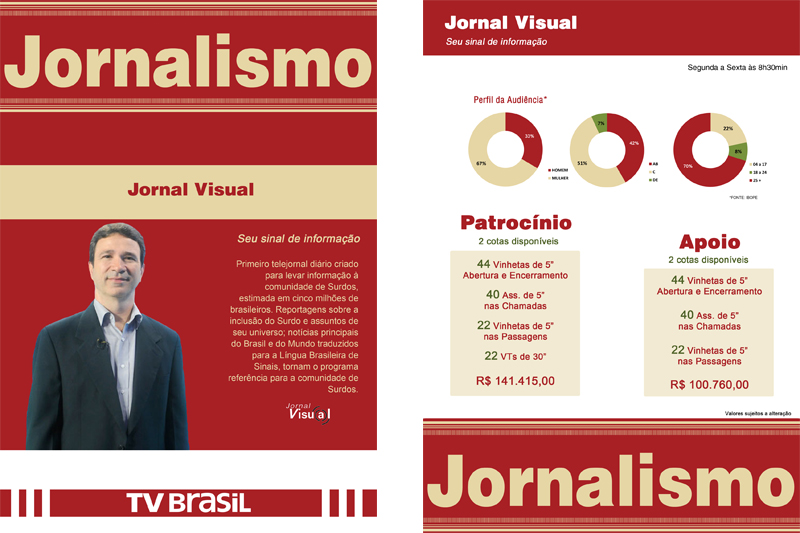 Jornalismo
Jornal Visual
Seu sinal de informação
Primeiro telejornal diário criado
para levar informação à
comunidade de Surdos,
estimada em cinco milhões de
brasileiros. Reportagens sobre a
inclusão do Surdo e assuntos de
seu universo; notícias principais
do Brasil e do Mundo traduzidos
para a Língua Brasileira de
Sinais, tornam o programa
referência para a comunidade de
Surdos.
Jornal
Visual
TV BRASIL
Jornal Visual
Seu sinal de informação
Segunda a Sexta às 8h30min
Perfil da Audiência*
33%
67%
HOMEM
MULHER
7%
42%
51%
AB
C
DE
22%
8%
70%
04 a 17
18 a 24
25 +
*FONTE: IBOPE
Patrocínio
2 cotas disponíveis
44 Vinhetas de 5"
Abertura e Encerramento
40 Ass. de 5"
nas Chamadas
22 Vinhetas de 5"
nas Passagens
22 VTs de 30"
R$ 141.415,00
Apoio
2 cotas disponíveis
44 Vinhetas de 5"
Abertura e Encerramento
40 Ass. de 5"
nas Chamadas
22 Vinhetas de 5"
nas Passagens
R$ 100.760,00
Valores sujeitos a alteração
Jornalismo